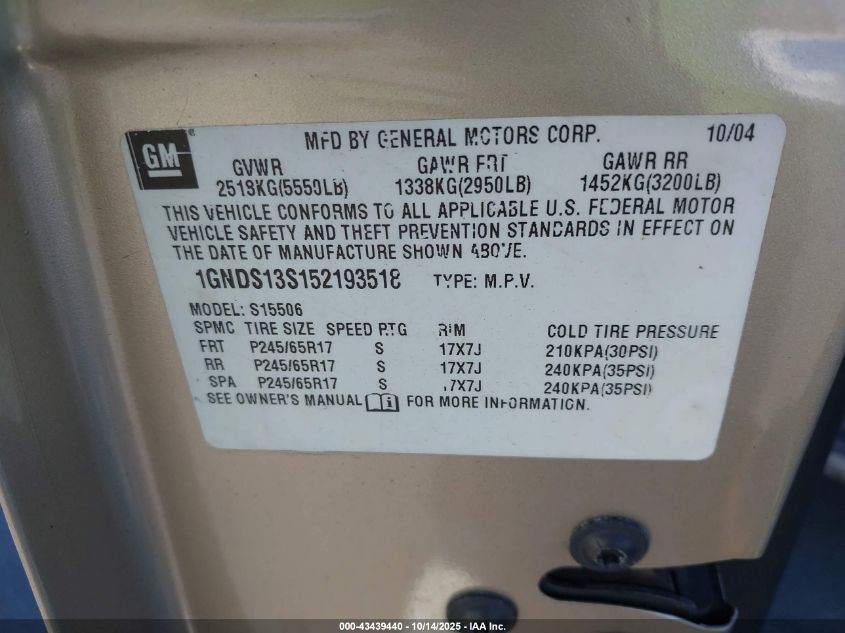 GM
MFD BY GENERAL MOTORS CORP. 10/04
GVWR GAWR FRT GAWR RR
2518KG(5550LB) 1338KG(2950LB) 1452KG(3200LB)
THIS VEHICLE CONFORMS TO ALL APPLICABLE U.S. FEDERAL MOTOR
VEHICLE SAFETY AND THEFT PREVENTION STANDARDS IN EFFECT ON
THE DATE OF MANUFACTURE SHOWN ABOVE.
1GNDS13S152193518 TYPE: M.P.V.
MODEL: S15506
SPMC TIRE SIZE SPEED RTG RIM COLD TIRE PRESSURE
FRT P245/65R17 S 17X7J 210KPA(30PSI)
RR P245/65R17 S 17X7J 240KPA(35PSI)
SPA P245/65R17 S 17X7J 240KPA(35PSI)
SEE OWNER'S MANUAL i FOR MORE INFORMATION.
000-43439440 - 10/14/2025 - IAA Inc.